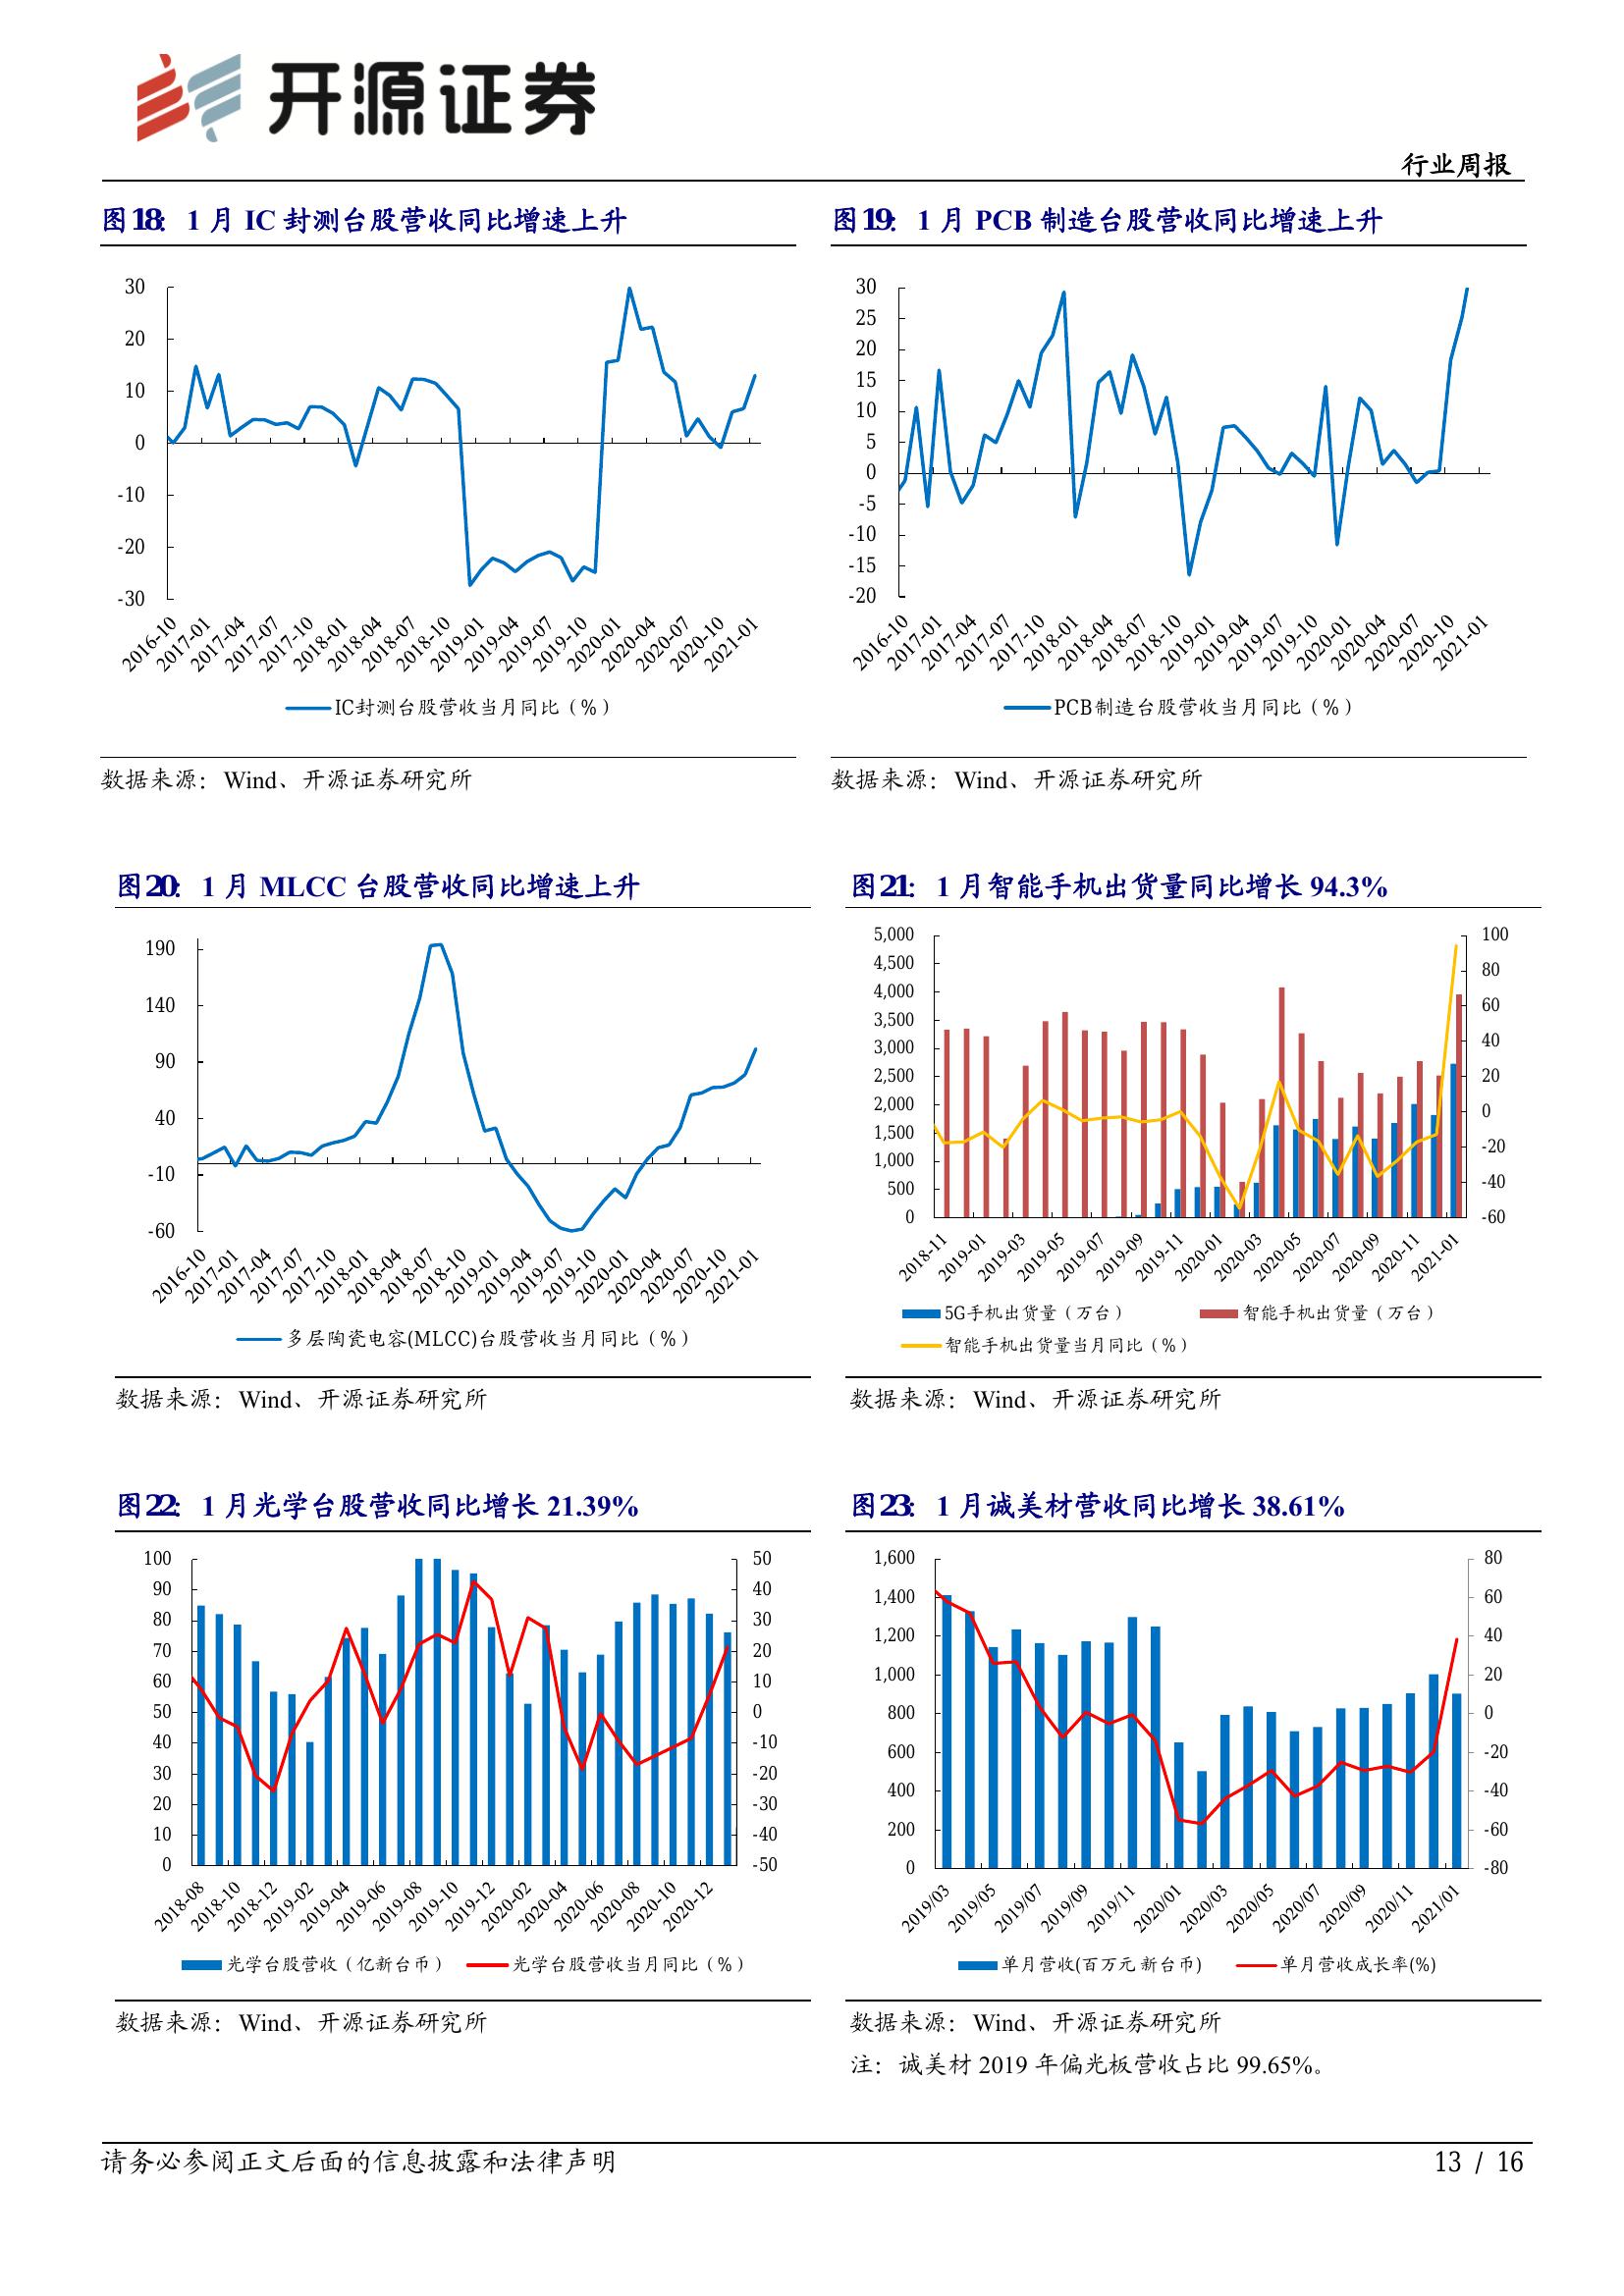 开源证券
行业周报
图18: 1 月 IC 封测台股营收同比增速上升
30
20
10
0
-10
-20
-30
2016-10 2017-01 2017-04 2017-07 2017-10 2018-01 2018-04 2018-07 2018-10 2019-01 2019-04 2019-07 2019-10 2020-01 2020-04 2020-07 2020-10 2021-01
IC封测台股营收当月同比（%）
数据来源：Wind、开源证券研究所
图19: 1 月 PCB 制造台股营收同比增速上升
30
25
20
15
10
5
0
-5
-10
-15
-20
2016-10 2017-01 2017-04 2017-07 2017-10 2018-01 2018-04 2018-07 2018-10 2019-01 2019-04 2019-07 2019-10 2020-01 2020-04 2020-07 2020-10 2021-01
PCB制造台股营收当月同比（%）
数据来源：Wind、开源证券研究所
图20: 1 月 MLCC 台股营收同比增速上升
190
140
90
40
-10
-60
2016-10 2017-01 2017-04 2017-07 2017-10 2018-01 2018-04 2018-07 2018-10 2019-01 2019-04 2019-07 2019-10 2020-01 2020-04 2020-07 2020-10 2021-01
多层陶瓷电容(MLCC)台股营收当月同比（%）
数据来源：Wind、开源证券研究所
图21: 1 月智能手机出货量同比增长 94.3%
5,000 100
4,500
4,000 80
3,500 60
3,000 40
2,500 20
2,000 0
1,500 -20
1,000
500 -40
0 -60
2018-11 2019-01 2019-03 2019-05 2019-07 2019-09 2019-11 2020-01 2020-03 2020-05 2020-07 2020-09 2020-11 2021-01
5G手机出货量（万台） 智能手机出货量（万台）
智能手机出货量当月同比（%）
数据来源：Wind、开源证券研究所
图22: 1 月光学台股营收同比增长 21.39%
100 50
90 40
80 30
70 20
60 10
50 0
40 -10
30 -20
20 -30
10 -40
0 -50
2018-08 2018-10 2018-12 2019-02 2019-04 2019-06 2019-08 2019-10 2019-12 2020-02 2020-04 2020-06 2020-08 2020-10 2020-12
光学台股营收（亿新台币） 光学台股营收当月同比（%）
数据来源：Wind、开源证券研究所
图23: 1 月诚美材营收同比增长 38.61%
1,600 80
1,400 60
1,200 40
1,000 20
800 0
600 -20
400 -40
200 -60
0 -80
2019/03 2019/05 2019/07 2019/09 2019/11 2020/01 2020/03 2020/05 2020/07 2020/09 2020/11 2021/01
单月营收(百万元 新台币) 单月营收成长率(%)
数据来源：Wind、开源证券研究所
注：诚美材 2019 年偏光板营收占比 99.65%。
请务必参阅正文后面的信息披露和法律声明
13 / 16